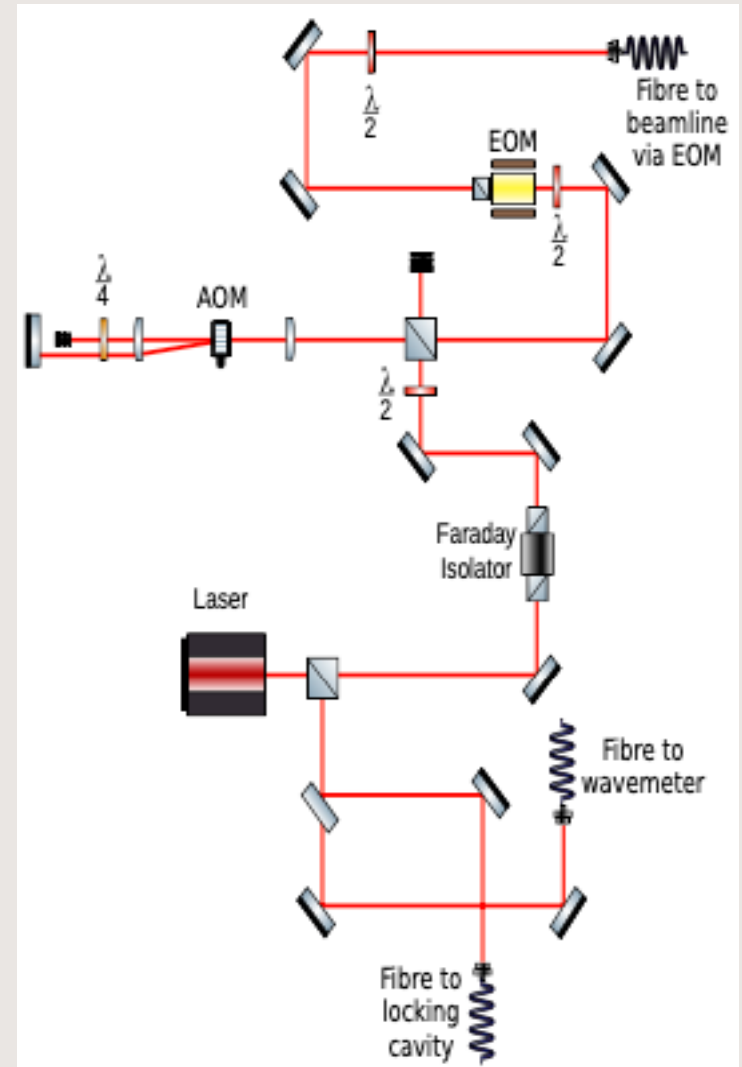 λ
2
Fibre to
beamline
via EOM
EOM
λ
2
λ
4
AOM
λ
2
Faraday
Isolator
Laser
Fibre to
wavemeter
Fibre to
locking
cavity